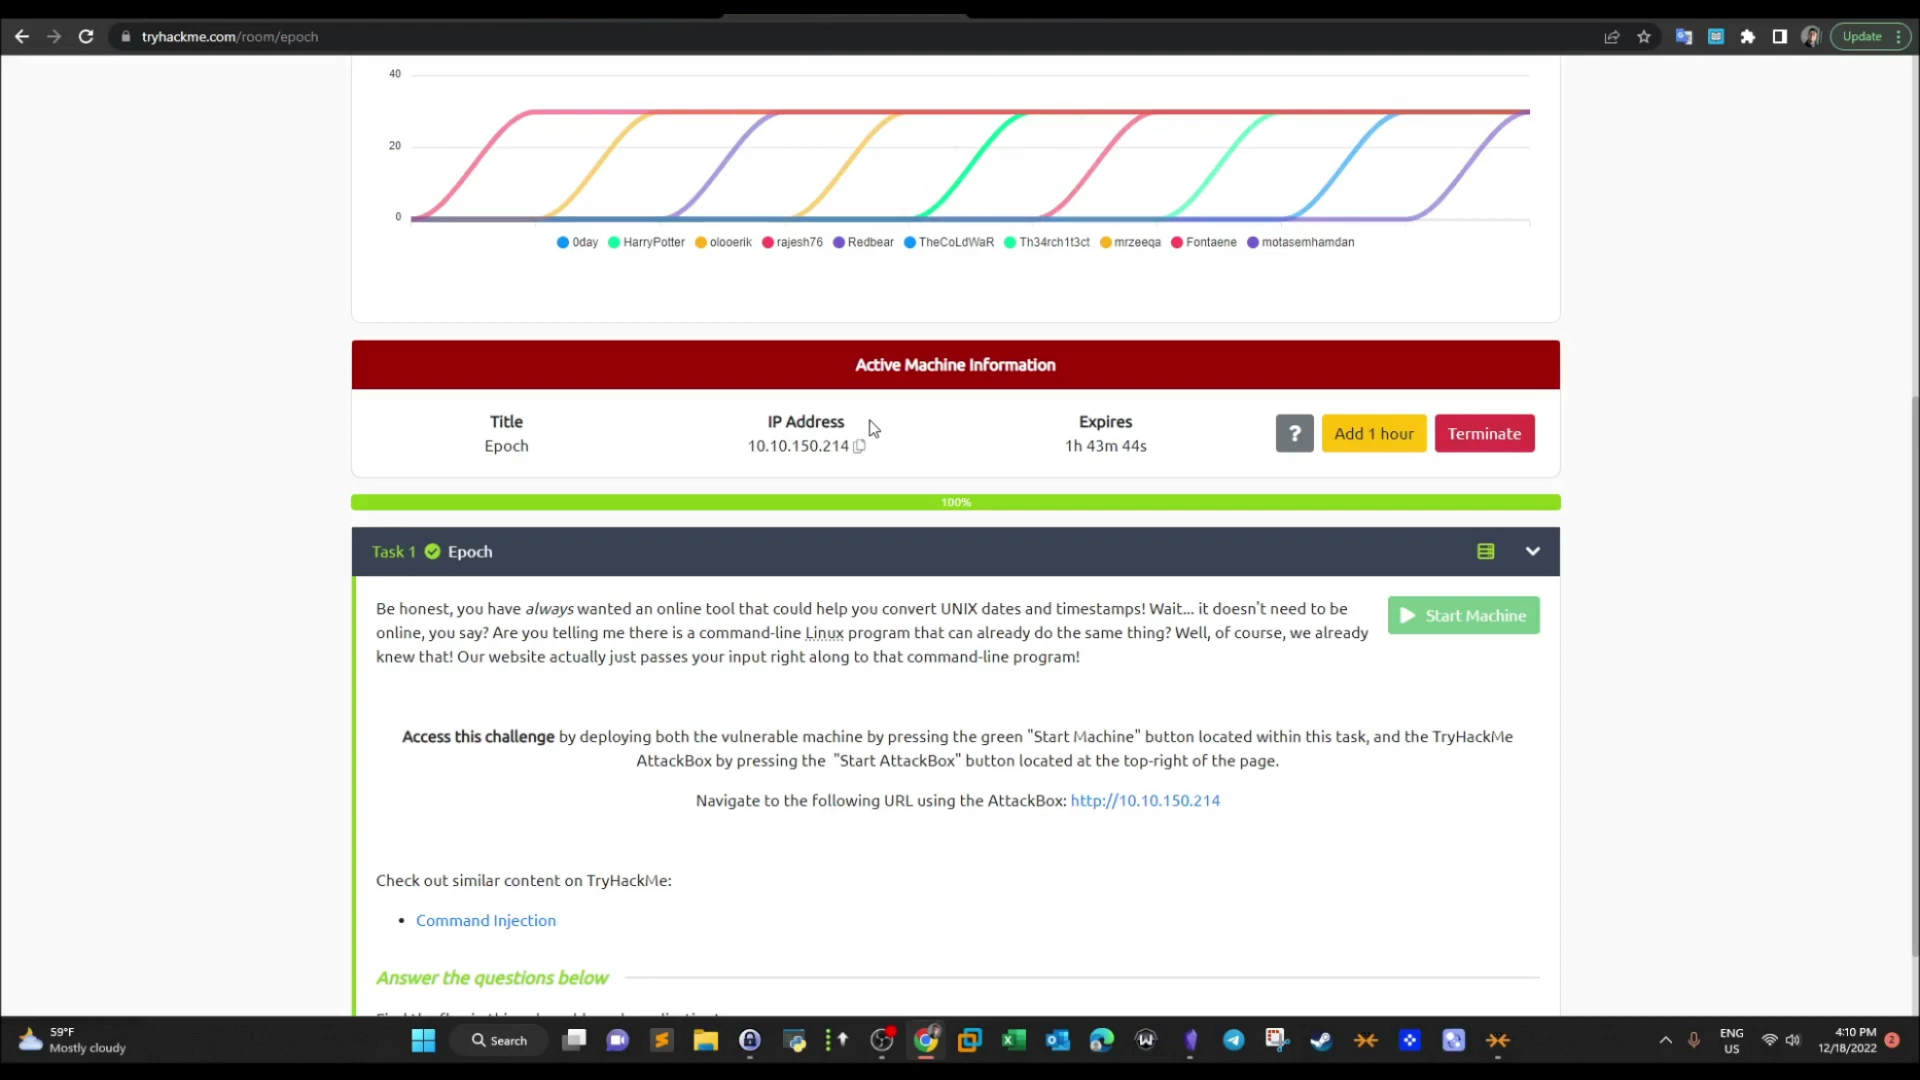 tryhackme.com/room/epoch
Update
40
20
0
0day HarryPotter olooerik rajesh76 Redbear TheCoLdWaR Th34rch1t3ct mrzeeqa Fontaene motasemhamdan
Active Machine Information
Title IP Address Expires
Epoch 10.10.150.214 1h 43m 44s
? Add 1 hour Terminate
100%
Task 1 Epoch
Be honest, you have always wanted an online tool that could help you convert UNIX dates and timestamps! Wait... it doesn't need to be
online, you say? Are you telling me there is a command-line Linux program that can already do the same thing? Well, of course, we already
knew that! Our website actually just passes your input right along to that command-line program!
Start Machine
Access this challenge by deploying both the vulnerable machine by pressing the green "Start Machine" button located within this task, and the TryHackMe
AttackBox by pressing the "Start AttackBox" button located at the top-right of the page.
Navigate to the following URL using the AttackBox: http://10.10.150.214
Check out similar content on TryHackMe:
• Command Injection
Answer the questions below
59°F
Mostly cloudy
Search
ENG
US
4:10 PM
12/18/2022
2